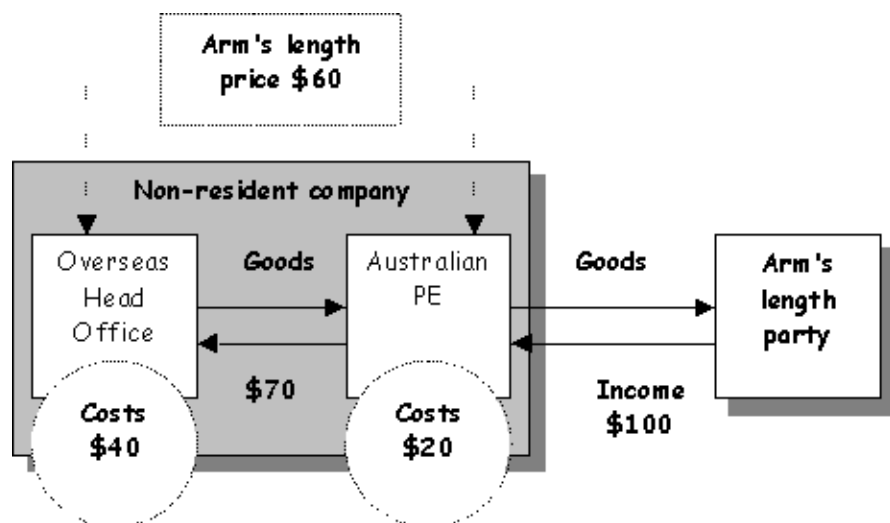 Arm's length
price $60
Non-resident company
Overseas
Head
Office
Goods
Australian
PE
Goods
Arm's
length
party
$70
Income
$100
Costs
$40
Costs
$20